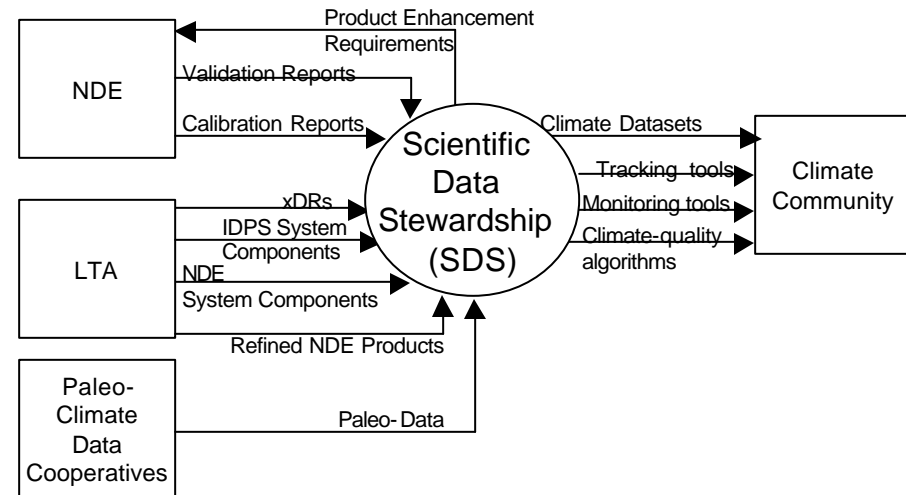 Product Enhancement
Requirements
NDE
Validation Reports
Calibration Reports
Scientific
Data
Stewardship
(SDS)
Climate Datasets
Tracking tools
Monitoring tools
Climate-quality
algorithms
Climate
Community
LTA
xDRs
IDPS System
Components
NDE
System Components
Refined NDE Products
Paleo-
Climate
Data
Cooperatives
Paleo-Data